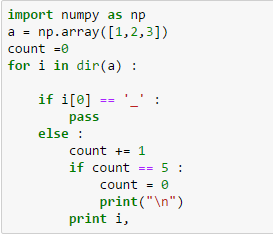 import numpy as np
a = np.array([1,2,3])
count =0
for i in dir(a) :
    if i[0] == '_' :
        pass
    else :
        count += 1
        if count == 5 :
            count = 0
            print("\n")
        print i,